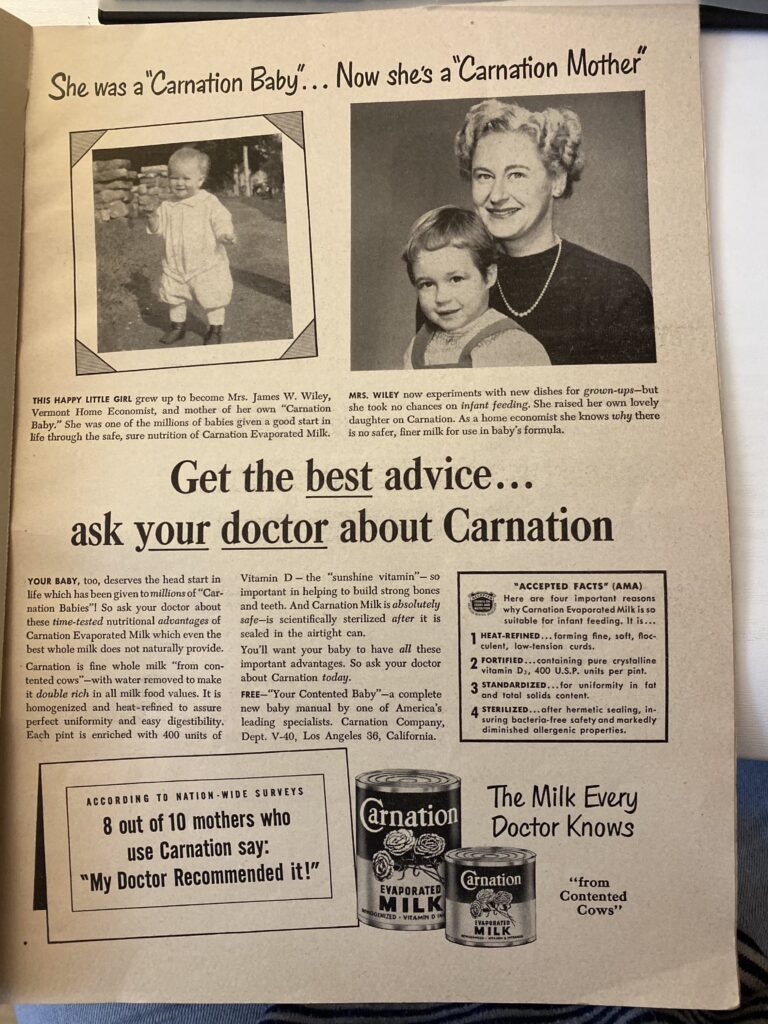 She was a "Carnation Baby"... Now she's a "Carnation Mother"
THIS HAPPY LITTLE GIRL grew up to become Mrs. James W. Wiley,
Vermont Home Economist, and mother of her own "Carnation
Baby." She was one of the millions of babies given a good start in
life through the safe, sure nutrition of Carnation Evaporated Milk.
MRS. WILEY now experiments with new dishes for grown-ups—but
she took no chances on infant feeding. She raised her own lovely
daughter on Carnation. As a home economist she knows why there
is no safer, finer milk for use in baby's formula.
Get the best advice...
ask your doctor about Carnation
YOUR BABY, too, deserves the head start in
life which has been given to millions of "Car-
nation Babies"! So ask your doctor about
these time-tested nutritional advantages of
Carnation Evaporated Milk which even the
best whole milk does not naturally provide.
Carnation is fine whole milk "from con-
tented cows"—with water removed to make
it double rich in all milk food values. It is
homogenized and heat-refined to assure
perfect uniformity and easy digestibility.
Each pint is enriched with 400 units of
Vitamin D—the "sunshine vitamin"—so
important in helping to build strong bones
and teeth. And Carnation Milk is absolutely
safe—is scientifically sterilized after it is
sealed in the airtight can.
You'll want your baby to have all these
important advantages. So ask your doctor
about Carnation today.
FREE—"Your Contented Baby"—a complete
new baby manual by one of America's
leading specialists. Carnation Company,
Dept. V-40, Los Angeles 36, California.
"ACCEPTED FACTS" (AMA)
Here are four important reasons
why Carnation Evaporated Milk is so
suitable for infant feeding. It is...
1 HEAT-REFINED...forming fine, soft, floc-
culent, low-tension curds.
2 FORTIFIED...containing pure crystalline
vitamin D3, 400 U.S.P. units per pint.
3 STANDARDIZED...for uniformity in fat
and total solids content.
4 STERILIZED...after hermetic sealing, in-
suring bacteria-free safety and markedly
diminished allergenic properties.
ACCORDING TO NATION-WIDE SURVEYS
8 out of 10 mothers who
use Carnation say:
"My Doctor Recommended it!"
Carnation
EVAPORATED
MILK
HOMOGENIZED · VITAMIN D
Carnation
EVAPORATED
MILK
The Milk Every
Doctor Knows
"from
Contented
Cows"